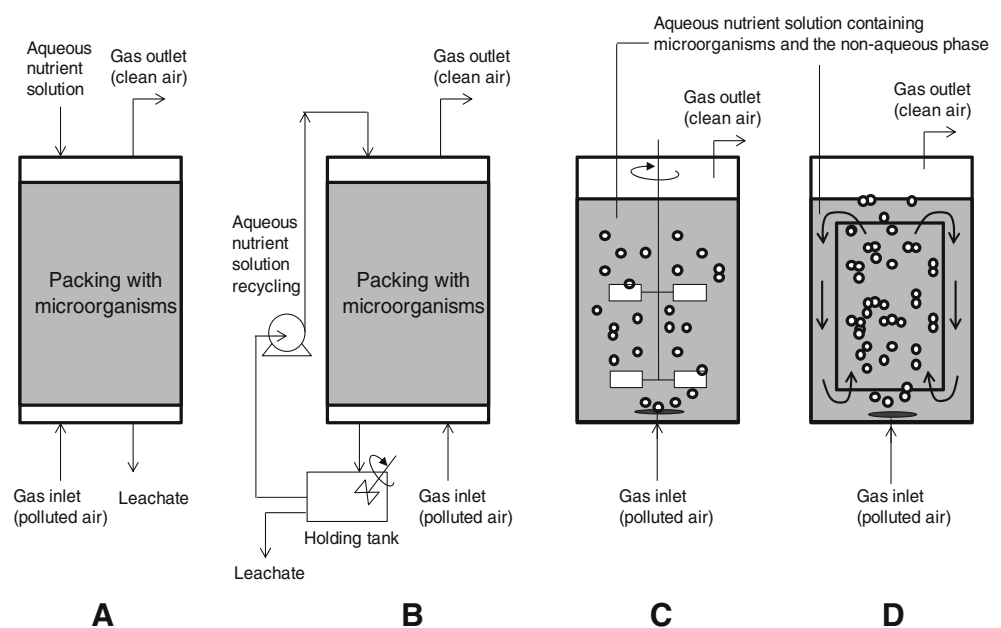 Aqueous
nutrient
solution
Gas outlet
(clean air)
Packing with
microorganisms
Gas inlet
(polluted air)
Leachate
A
Gas outlet
(clean air)
Aqueous
nutrient
solution
recycling
Packing with
microorganisms
Gas inlet
(polluted air)
Holding tank
Leachate
B
Aqueous nutrient solution containing
microorganisms and the non-aqueous phase
Gas outlet
(clean air)
Gas inlet
(polluted air)
C
Gas outlet
(clean air)
Gas inlet
(polluted air)
D